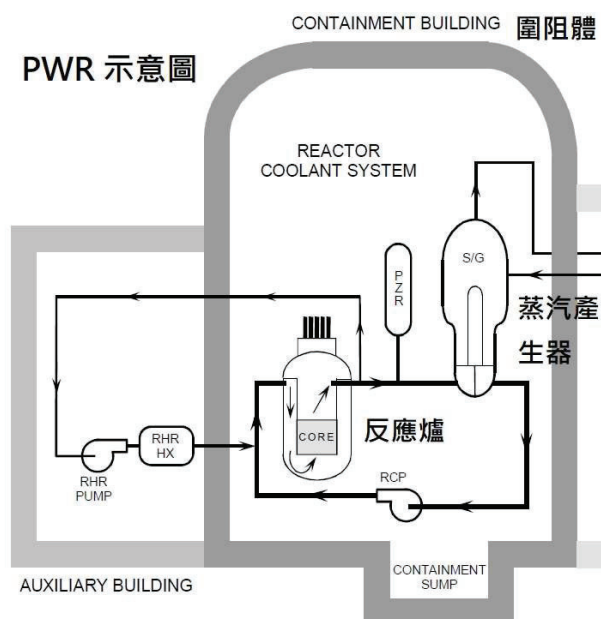 CONTAINMENT BUILDING 圍阻體
PWR 示意圖
REACTOR
COOLANT SYSTEM
S/G
PZR
蒸汽產
生器
CORE
反應爐
RHR
HX
RHR
PUMP
RCP
CONTAINMENT
SUMP
AUXILIARY BUILDING